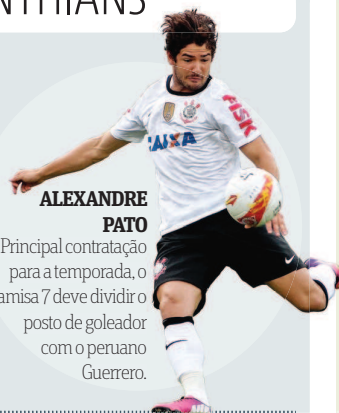 NTHIANS
FISK
CAIXA
ALEXANDRE
PATO
Principal contratação
para a temporada, o
amisa 7 deve dividir o
posto de goleador
com o peruano
Guerrero.